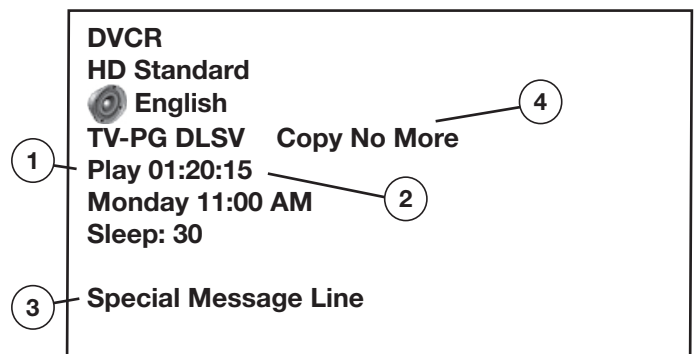 DVCR
HD Standard
English
4
TV-PG DLSV Copy No More
1
Play 01:20:15
2
Monday 11:00 AM
Sleep: 30
3
Special Message Line